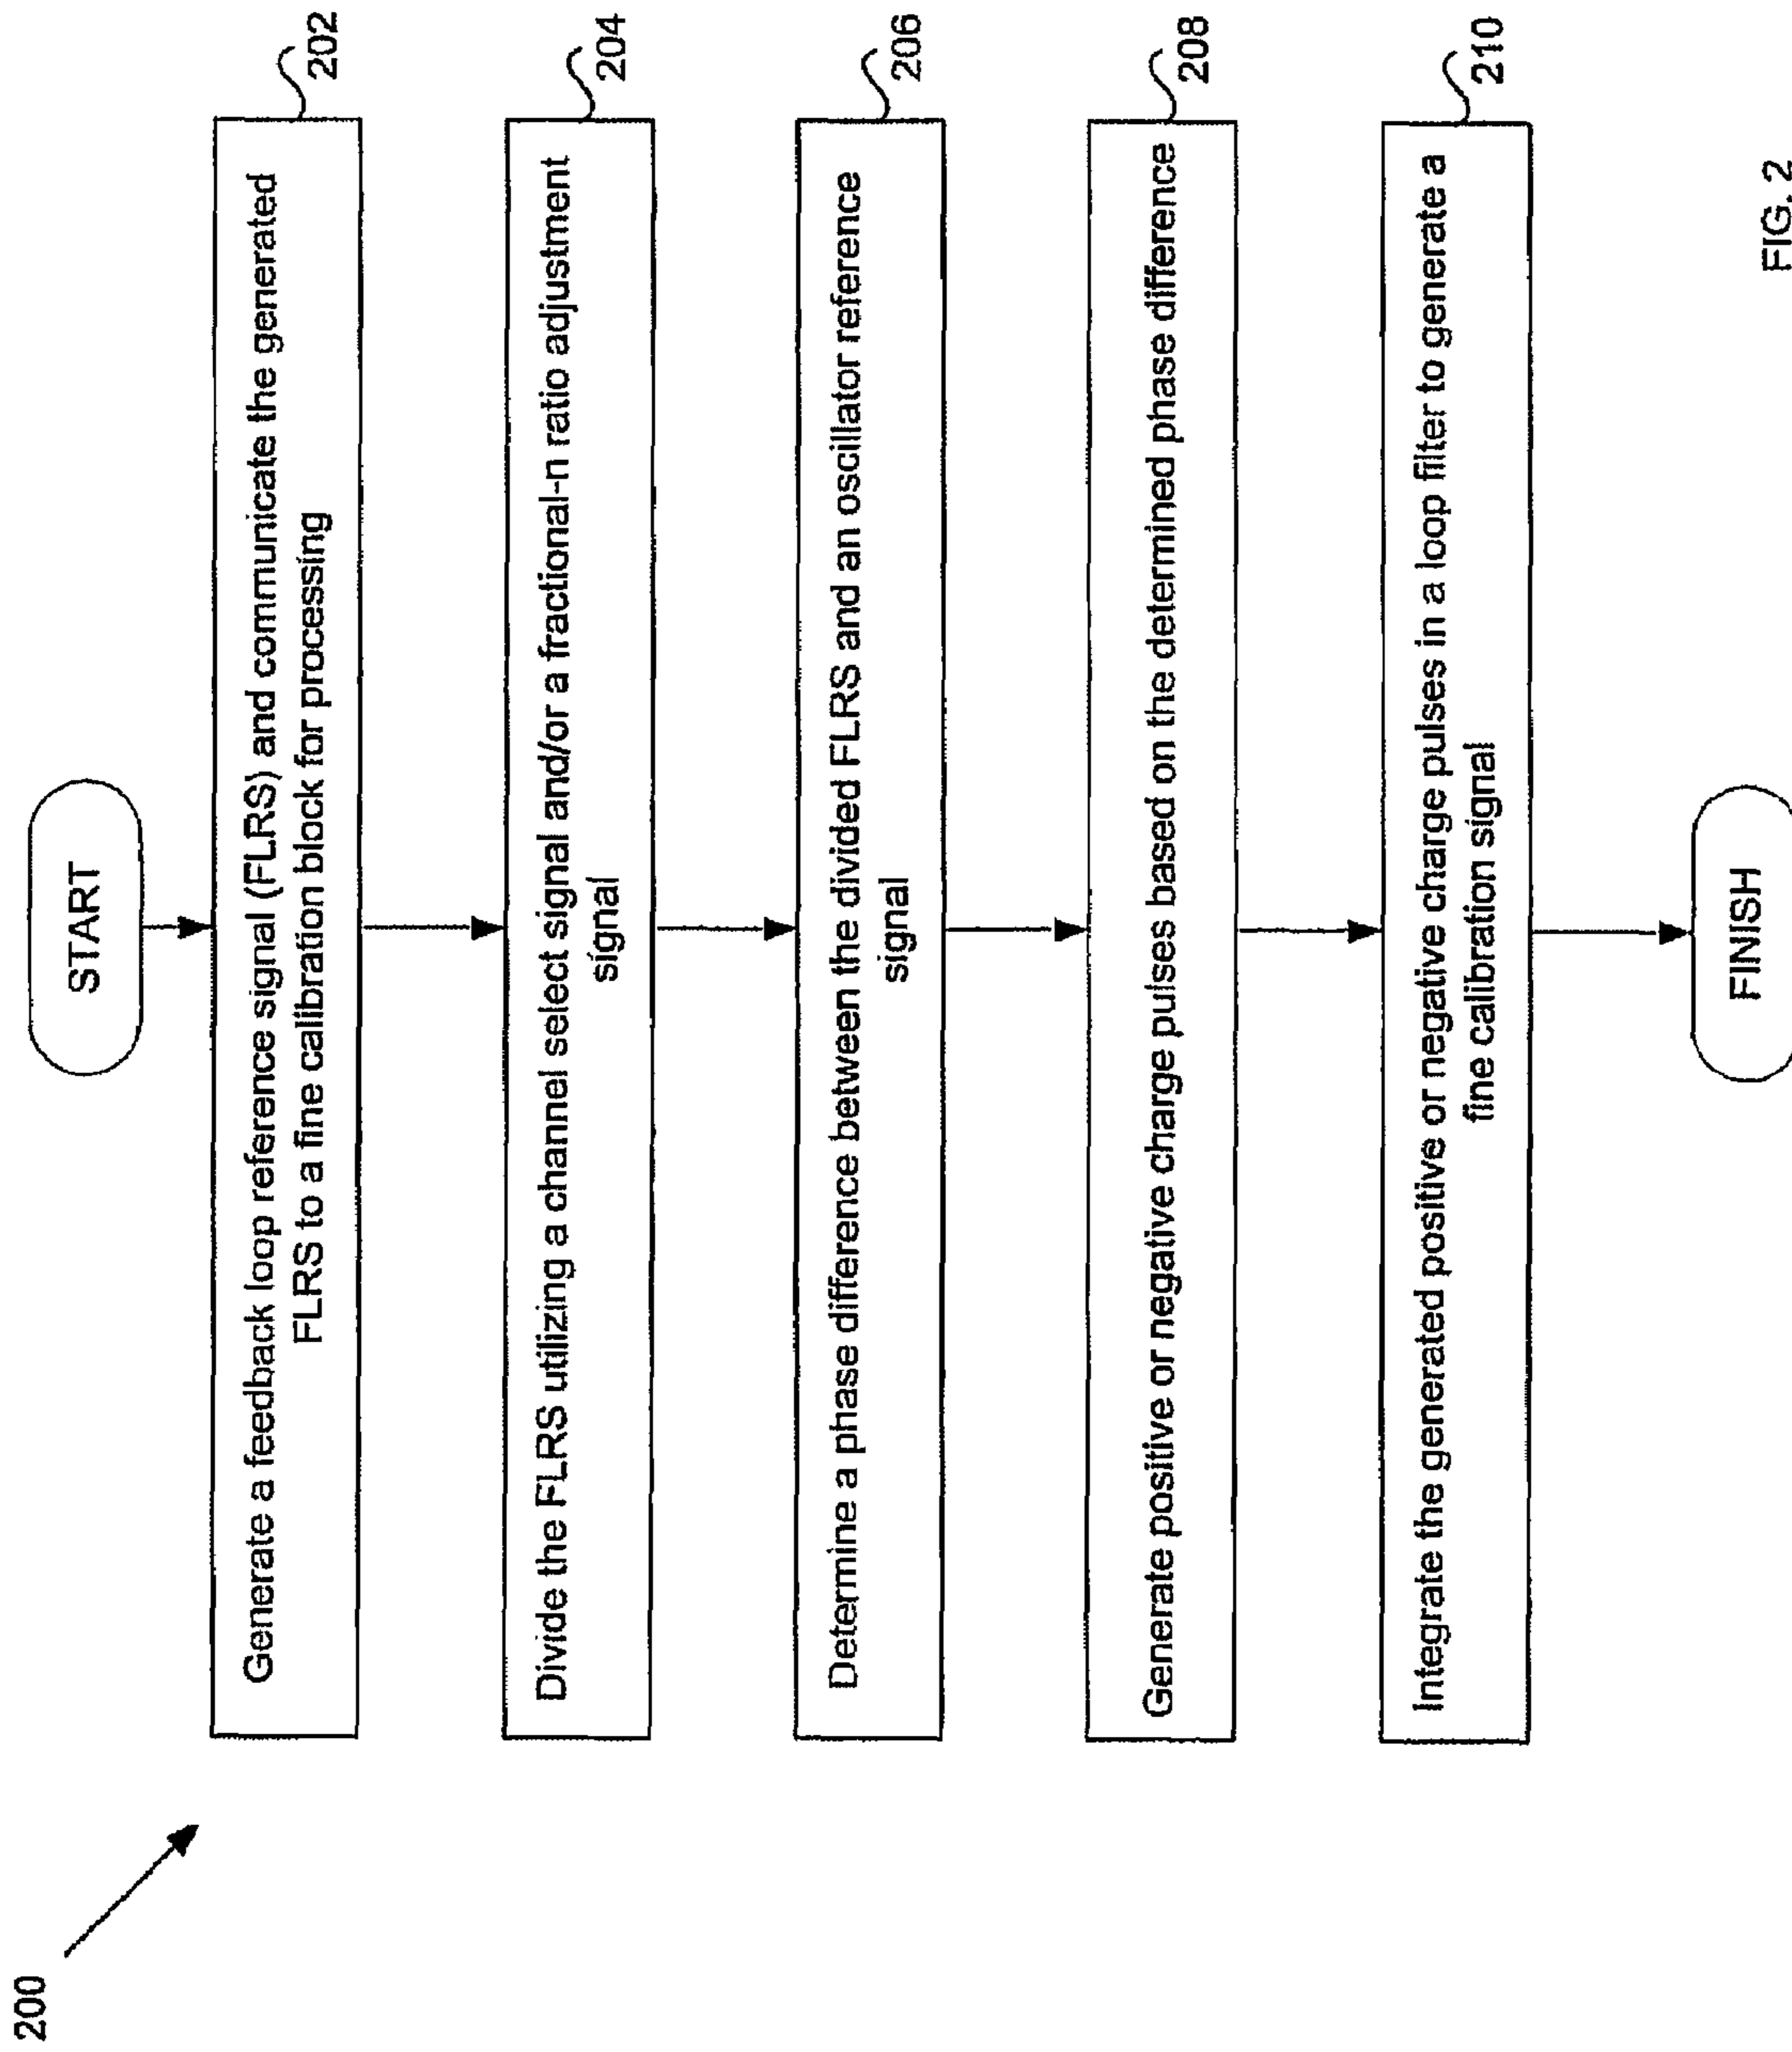 200
START
Generate a feedback loop reference signal (FLRS) and communicate the generated
FLRS to a fine calibration block for processing
202
Divide the FLRS utilizing a channel select signal and/or a fractional-n ratio adjustment
signal
204
Determine a phase difference between the divided FLRS and an oscillator reference
signal
206
Generate positive or negative charge pulses based on the determined phase difference
208
Integrate the generated positive or negative charge pulses in a loop filter to generate a
fine calibration signal
210
FINISH
FIG. 2